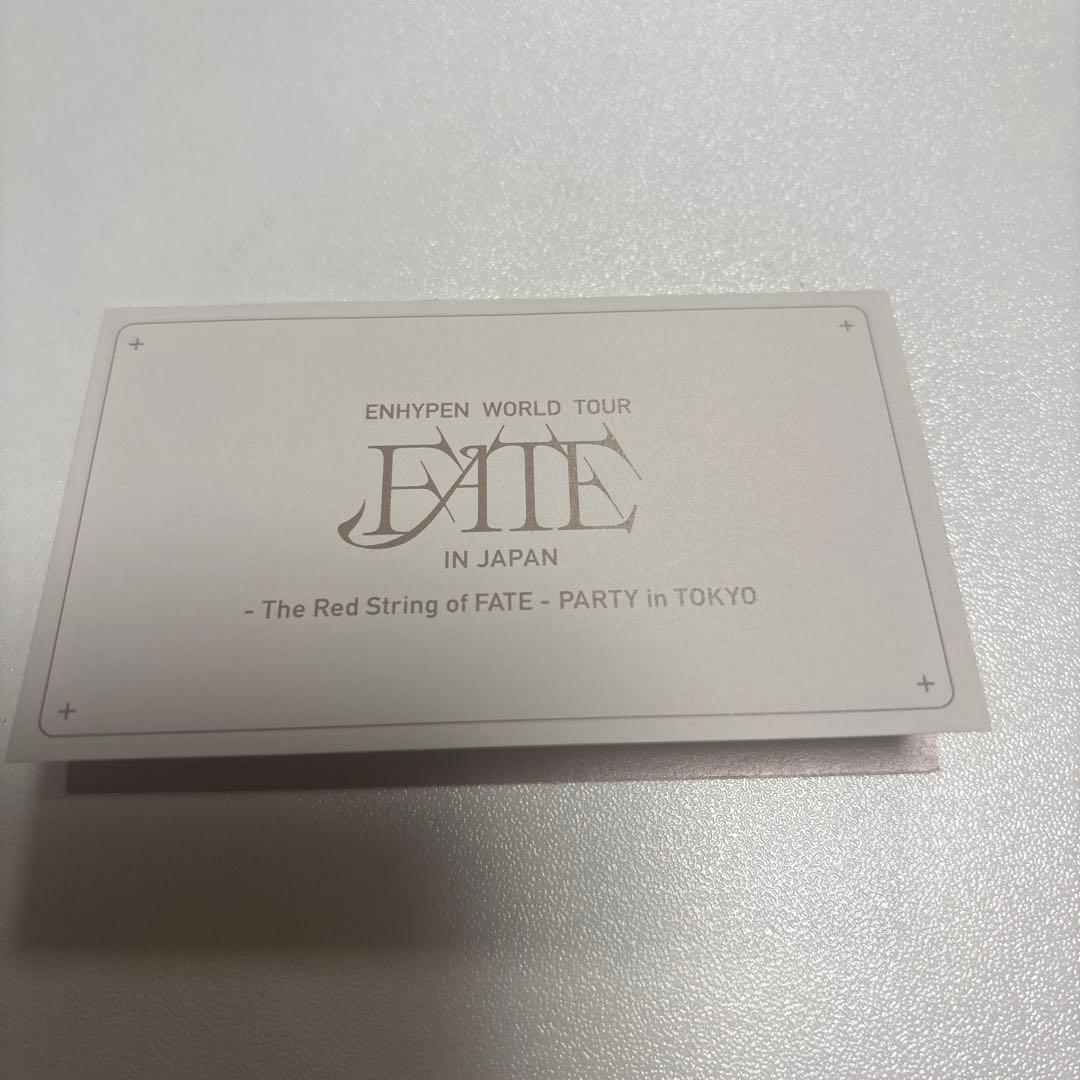 ENHYPEN WORLD TOUR
FATE
IN JAPAN
- The Red String of FATE - PARTY in TOKYO